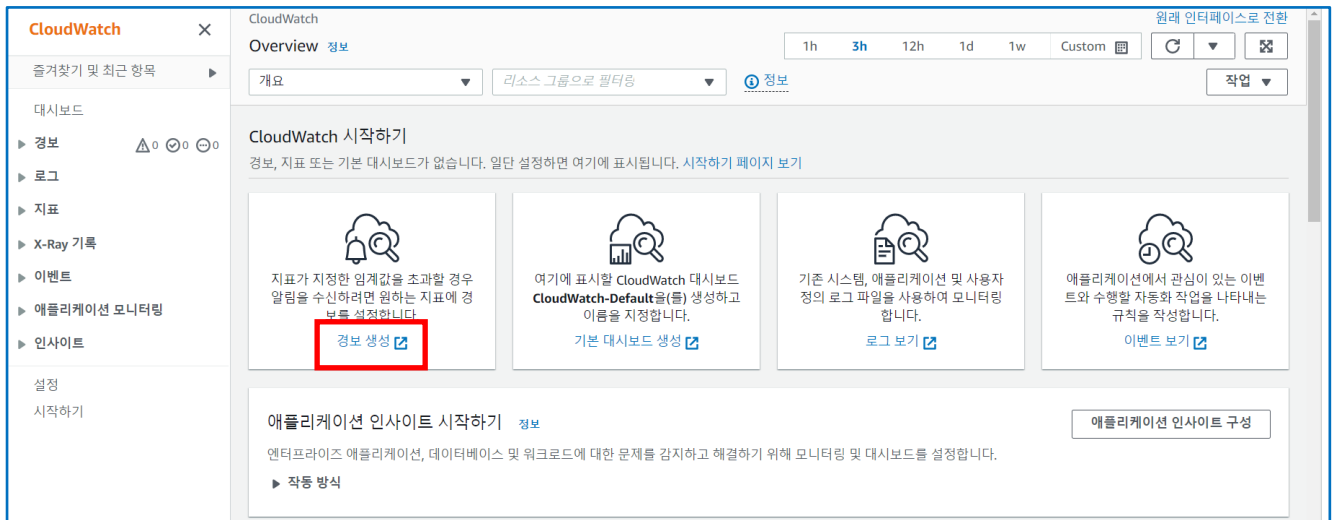 CloudWatch
즐겨찾기 및 최근 항목
대시보드
경보 0 0 0
로그
지표
X-Ray 기록
이벤트
애플리케이션 모니터링
인사이트
설정
시작하기
CloudWatch
원래 인터페이스로 전환
Overview 정보
1h 3h 12h 1d 1w Custom
개요
리소스 그룹으로 필터링
정보
작업
CloudWatch 시작하기
경보, 지표 또는 기본 대시보드가 없습니다. 일단 설정하면 여기에 표시됩니다. 시작하기 페이지 보기
지표가 지정한 임계값을 초과할 경우
알림을 수신하려면 원하는 지표에 경
보를 설정합니다
경보 생성
여기에 표시할 CloudWatch 대시보드
CloudWatch-Default을(를) 생성하고
이름을 지정합니다.
기본 대시보드 생성
기존 시스템, 애플리케이션 및 사용자
정의 로그 파일을 사용하여 모니터링
합니다.
로그 보기
애플리케이션에서 관심이 있는 이벤
트와 수행할 자동화 작업을 나타내는
규칙을 작성합니다.
이벤트 보기
애플리케이션 인사이트 시작하기 정보
애플리케이션 인사이트 구성
엔터프라이즈 애플리케이션, 데이터베이스 및 워크로드에 대한 문제를 감지하고 해결하기 위해 모니터링 및 대시보드를 설정합니다.
작동 방식